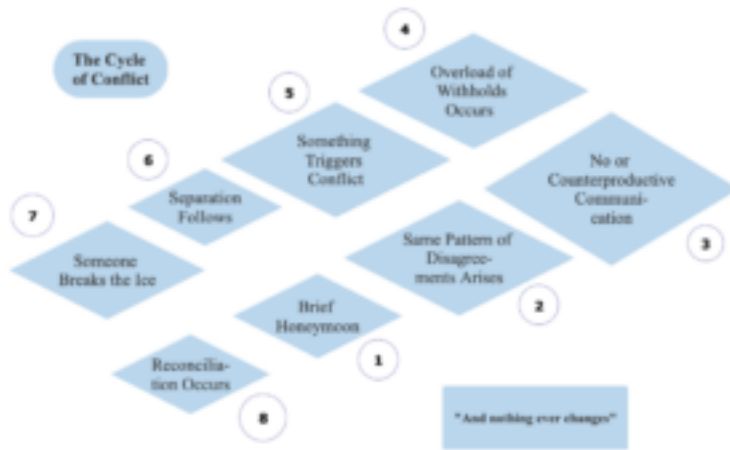 The Cycle
of Conflict
4
Overload of
Withholds
Occurs
5
Something
Triggers
Conflict
No or
Counterproductive
Communi-
cation
3
6
Separation
Follows
7
Someone
Breaks the Ice
Same Pattern of
Disagree-
ments Arises
2
Brief
Honeymoon
1
Reconcilia-
tion Occurs
8
"And nothing ever changes"